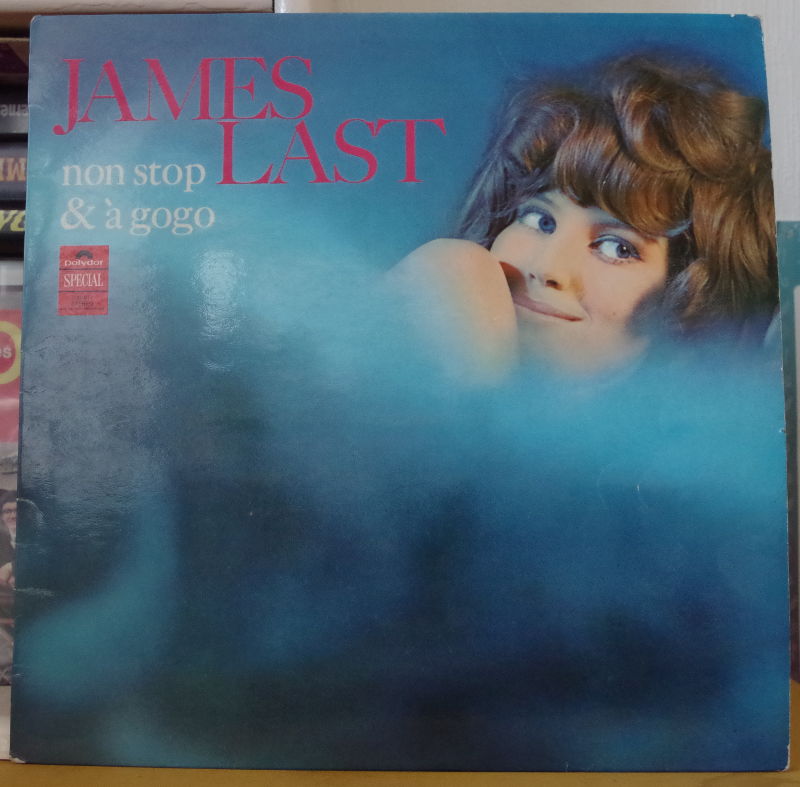 JAMES
LAST
non stop
& à gogo
Polydor
SPECIAL